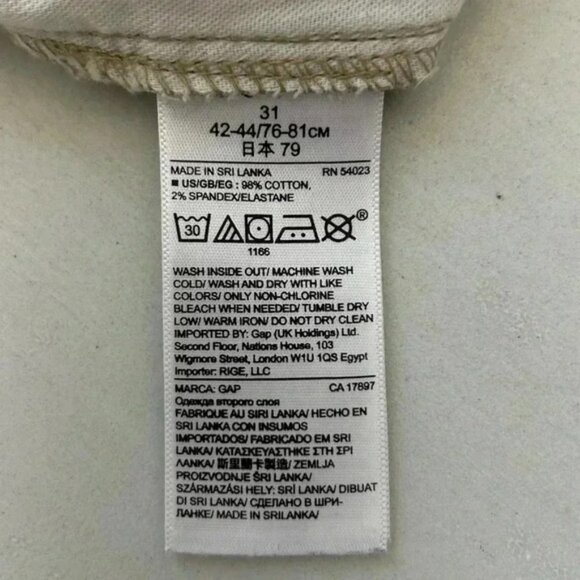 31
42-44/76-81CM
日本 79
MADE IN SRI LANKA RN 54023
■ US/GB/EG : 98% COTTON,
2% SPANDEX/ELASTANE
30
®
1166
WASH INSIDE OUT/ MACHINE WASH
COLD/ WASH AND DRY WITH LIKE
COLORS/ ONLY NON-CHLORINE
BLEACH WHEN NEEDED/ TUMBLE DRY
LOW/ WARM IRON/ DO NOT DRY CLEAN
IMPORTED BY: Gap (UK Holdings) Ltd.
Second Floor, Nations House, 103
Wigmore Street, London W1U 1QS Egypt
Importer: RIGE, LLC
MARCA: GAP CA 17897
Одежда второго слоя
FABRIQUE AU SIRI LANKA/ HECHO EN
SRI LANKA CON INSUMOS
IMPORTADOS/ FABRICADO EM SRI
LANKA/ ΚΑΤΑΣΚΕΥΑΣΤΗΚΕ ΣΤΗ ΣΡΙ
ΛΑΝΚΑ/ 斯里蘭卡製造/ ZEMLJA
PROIZVODNJE ŠRI LANKA/
SZÁRMAZÁSI HELY: SRÍ LANKA/ DIBUAT
DI SRI LANKA/ СДЕЛАНО В ШРИ-
ЛАНКЕ/ MADE IN SRILANKA/